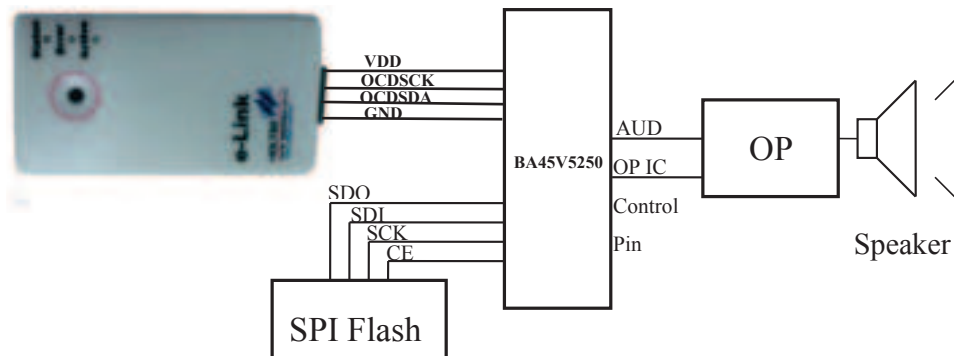 e-Link
VDD
OCDSCK
OCDSDA
GND
BA45V5250
AUD
OP IC
Control
Pin
OP
Speaker
SDO
SDI
SCK
CE
SPI Flash